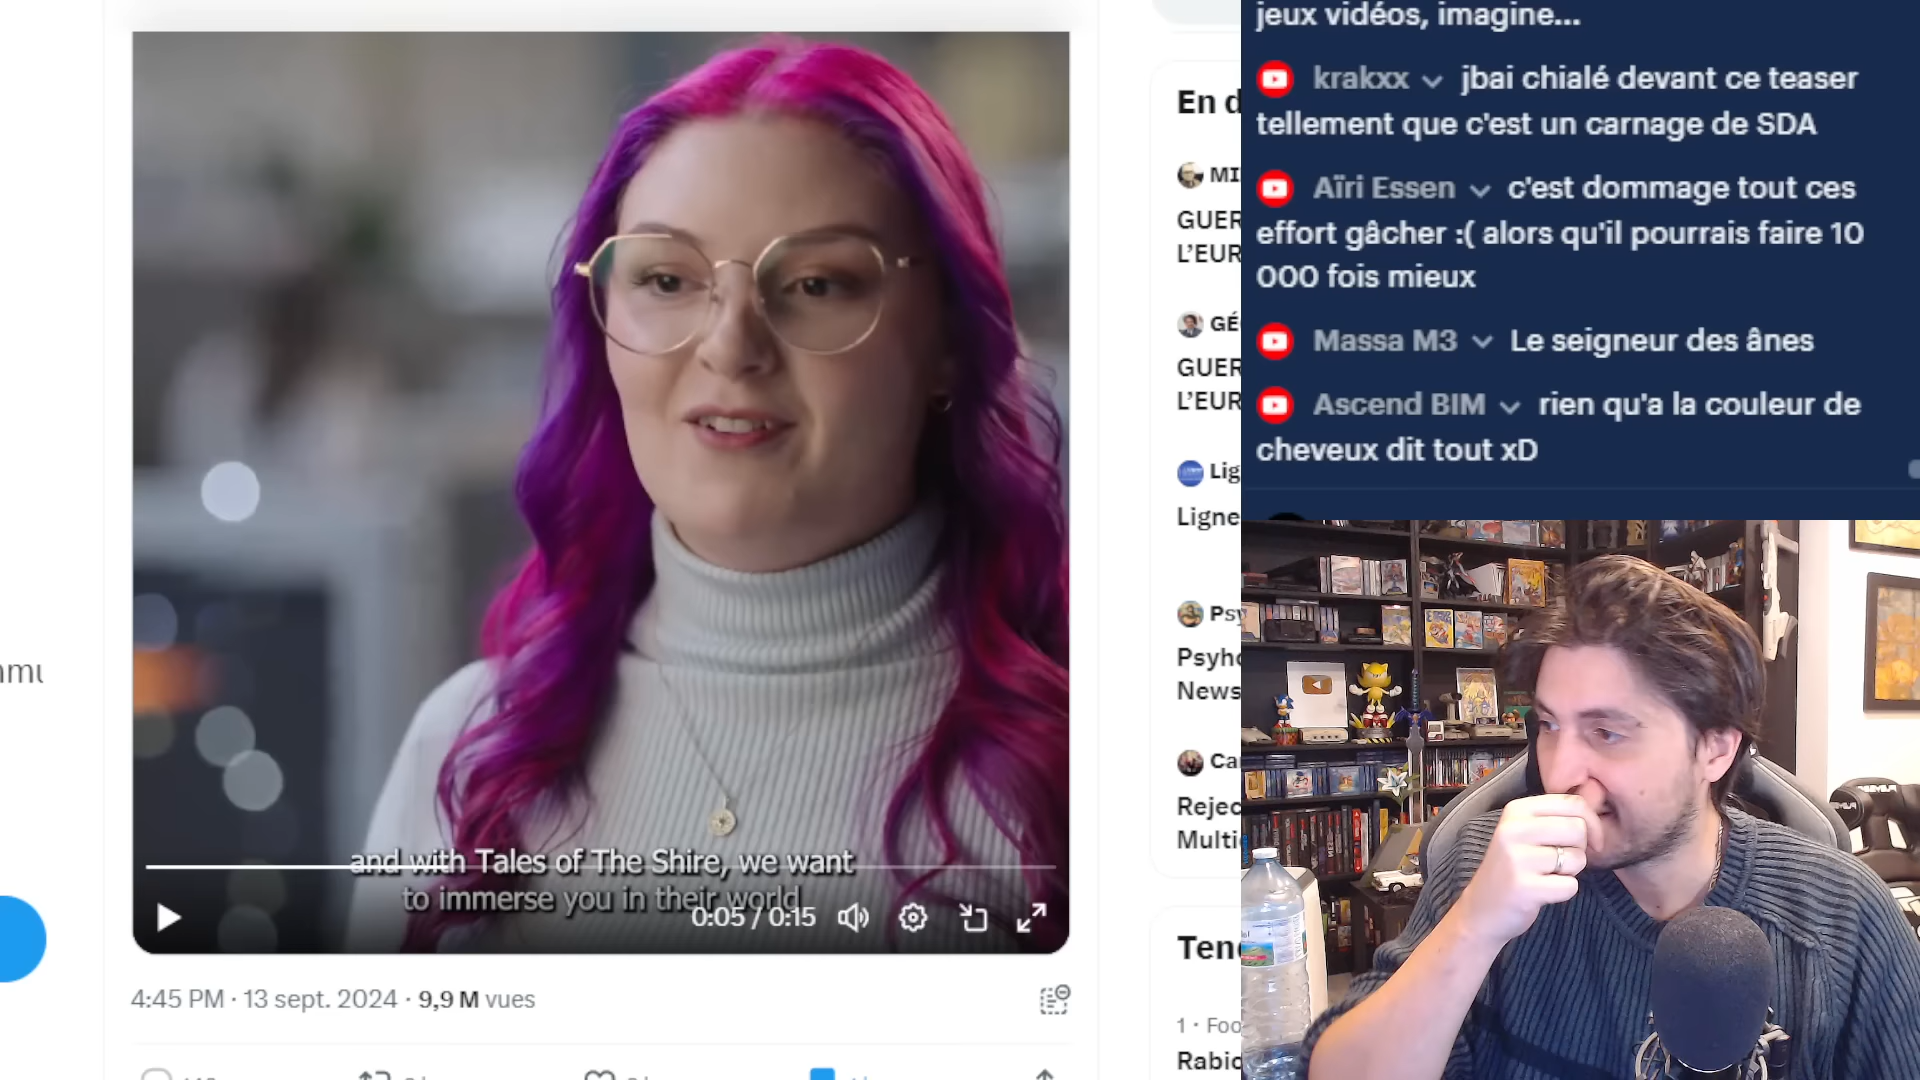 and with Tales of The Shire, we want
to immerse you in their world
0:05 / 0:15
4:45 PM · 13 sept. 2024 · 9,9 M vues
En d
MI
GUER
L'EUR
GÉ
GUER
L'EUR
Lig
Ligne
Psy
Psyho
News
Ca
Rejec
Multi
Tend
1 · Foo
Rabio
jeux vidéos, imagine...
krakxx jbai chialé devant ce teaser
tellement que c'est un carnage de SDA
Aïri Essen c'est dommage tout ces
effort gâcher :( alors qu'il pourrais faire 10
000 fois mieux
Massa M3 Le seigneur des ânes
Ascend BIM rien qu'a la couleur de
cheveux dit tout xD